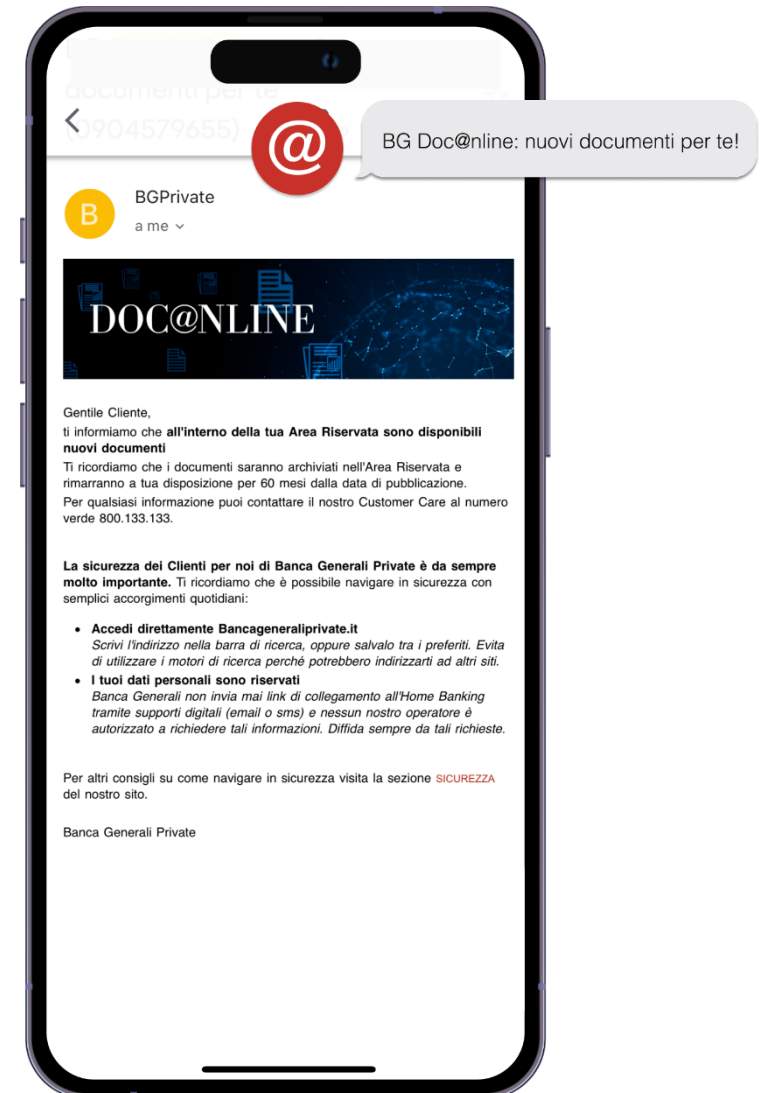 documenti per te
(0904579655)
@
BG Doc@nline: nuovi documenti per te!
B
BGPrivate
a me
DOC@NLINE
Gentile Cliente,
ti informiamo che all'interno della tua Area Riservata sono disponibili
nuovi documenti
Ti ricordiamo che i documenti saranno archiviati nell'Area Riservata e
rimarranno a tua disposizione per 60 mesi dalla data di pubblicazione.
Per qualsiasi informazione puoi contattare il nostro Customer Care al numero
verde 800.133.133.
La sicurezza dei Clienti per noi di Banca Generali Private è da sempre
molto importante. Ti ricordiamo che è possibile navigare in sicurezza con
semplici accorgimenti quotidiani:
• Accedi direttamente Bancageneraliprivate.it
Scrivi l'indirizzo nella barra di ricerca, oppure salvalo tra i preferiti. Evita
di utilizzare i motori di ricerca perché potrebbero indirizzarti ad altri siti.
• I tuoi dati personali sono riservati
Banca Generali non invia mai link di collegamento all'Home Banking
tramite supporti digitali (email o sms) e nessun nostro operatore è
autorizzato a richiedere tali informazioni. Diffida sempre da tali richieste.
Per altri consigli su come navigare in sicurezza visita la sezione SICUREZZA
del nostro sito.
Banca Generali Private